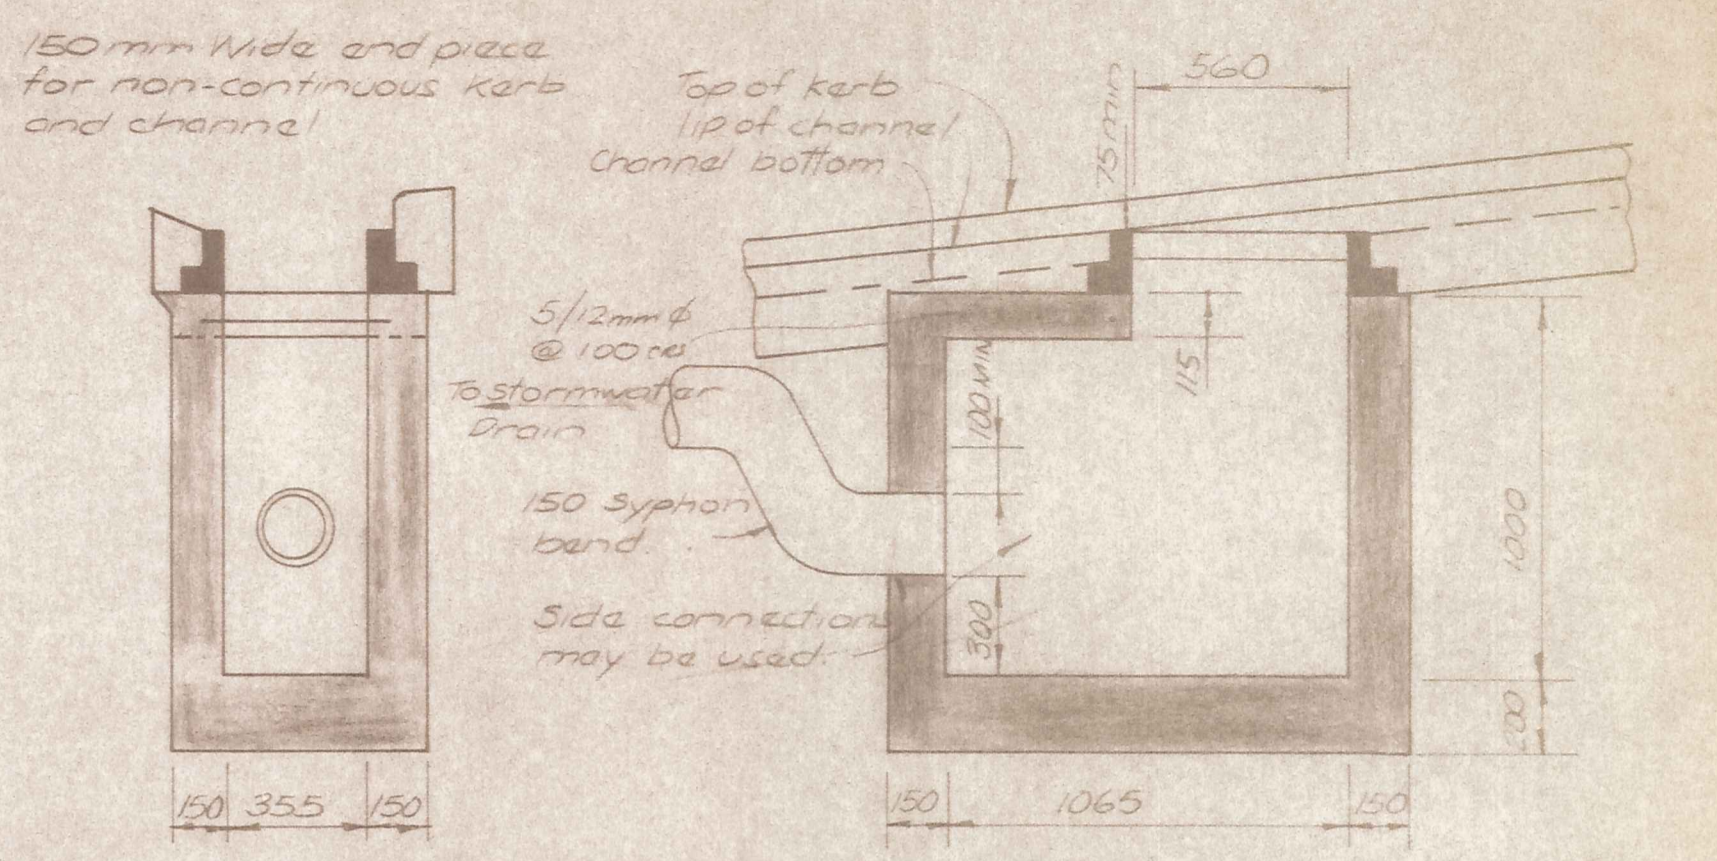 150mm Wide end piece
for non-continuous kerb
and channel
Top of kerb
lip of channel
Channel bottom
75 min
560
5/12mm ϕ
@ 100 crs
To stormwater
Drain
150 Syphon
bend.
Side connections
may be used.
100 MIN
115
300
1000
200
150 355 150
150 1065 150